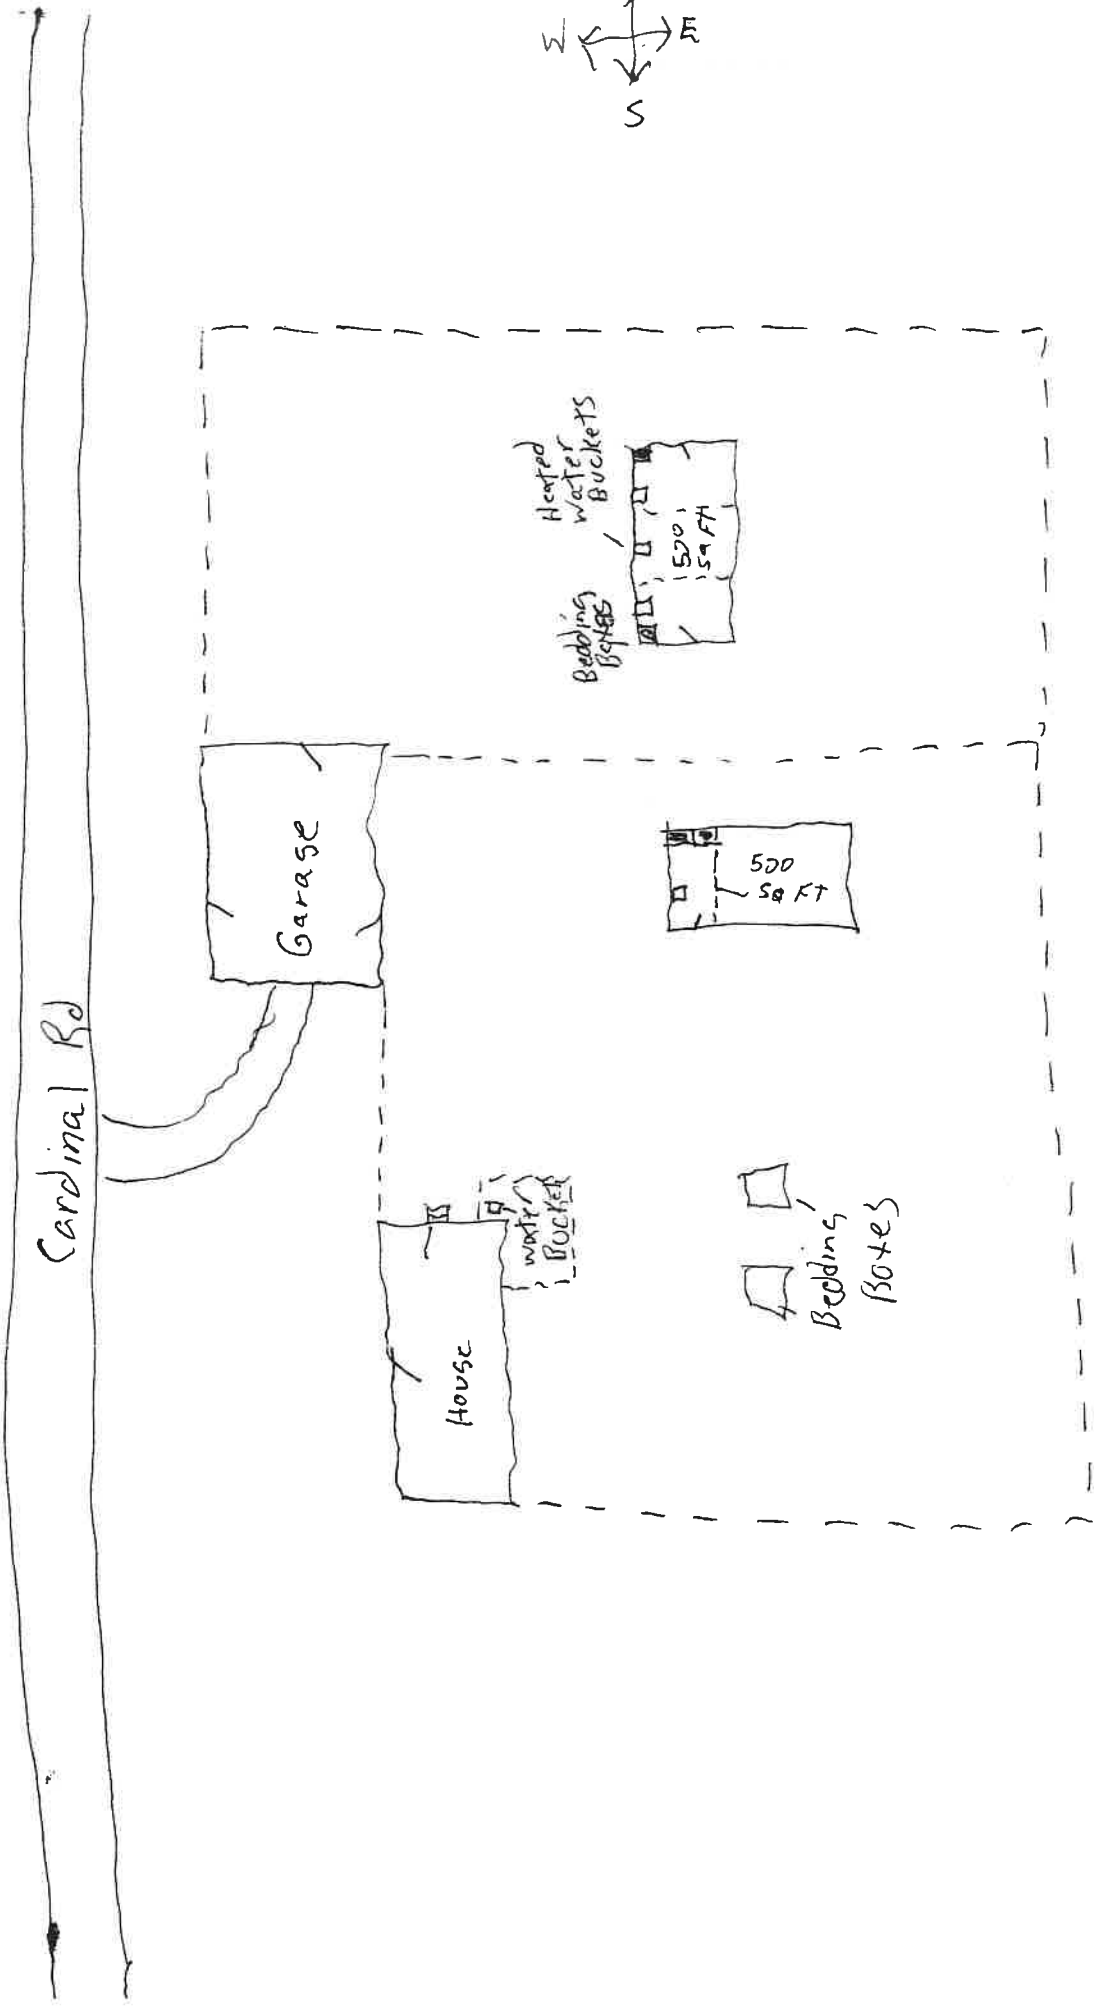 W
E
S
Heated
Water
Buckets
Bedding
Boxes
500
Sq Ft
Garage
500
Sq FT
Cardinal Rd
water
Bucket
House
Bedding
Boxes